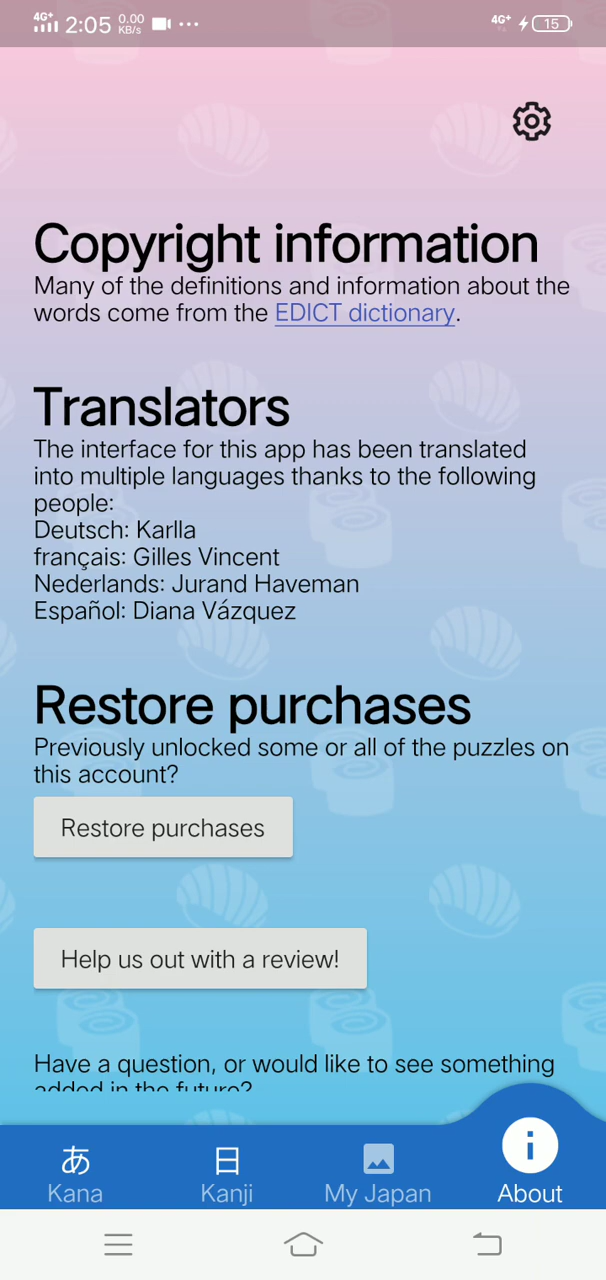 4G+ 2:05 0.00 KB/s ... 4G+ 15
Copyright information
Many of the definitions and information about the
words come from the EDICT dictionary.
Translators
The interface for this app has been translated
into multiple languages thanks to the following
people:
Deutsch: Karlla
français: Gilles Vincent
Nederlands: Jurand Haveman
Español: Diana Vázquez
Restore purchases
Previously unlocked some or all of the puzzles on
this account?
Restore purchases
Help us out with a review!
Have a question, or would like to see something
added in the future?
あ 日
Kana Kanji My Japan About